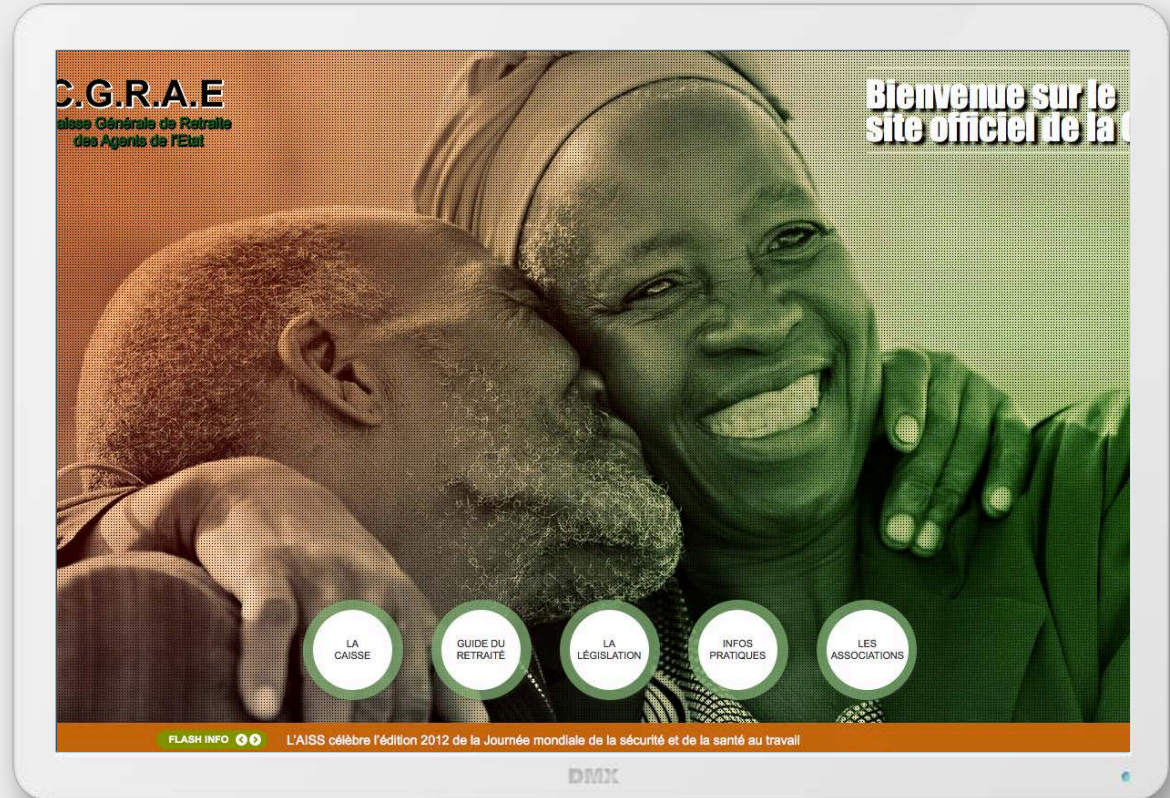 C.G.R.A.E
aisse Générale de Retraite
des Agents de l'Etat
Bienvenue sur le
site officiel de la
LA
CAISSE
GUIDE DU
RETRAITÉ
LA
LÉGISLATION
INFOS
PRATIQUES
LES
ASSOCIATIONS
FLASH INFO
L'AISS célèbre l'édition 2012 de la Journée mondiale de la sécurité et de la santé au travail
DMX